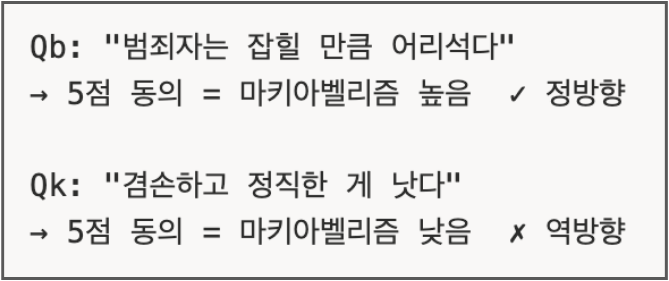 Qb: "범죄자는 잡힐 만큼 어리석다"
→ 5점 동의 = 마키아벨리즘 높음 ✓ 정방향
Qk: "겸손하고 정직한 게 낫다"
→ 5점 동의 = 마키아벨리즘 낮음 ✗ 역방향